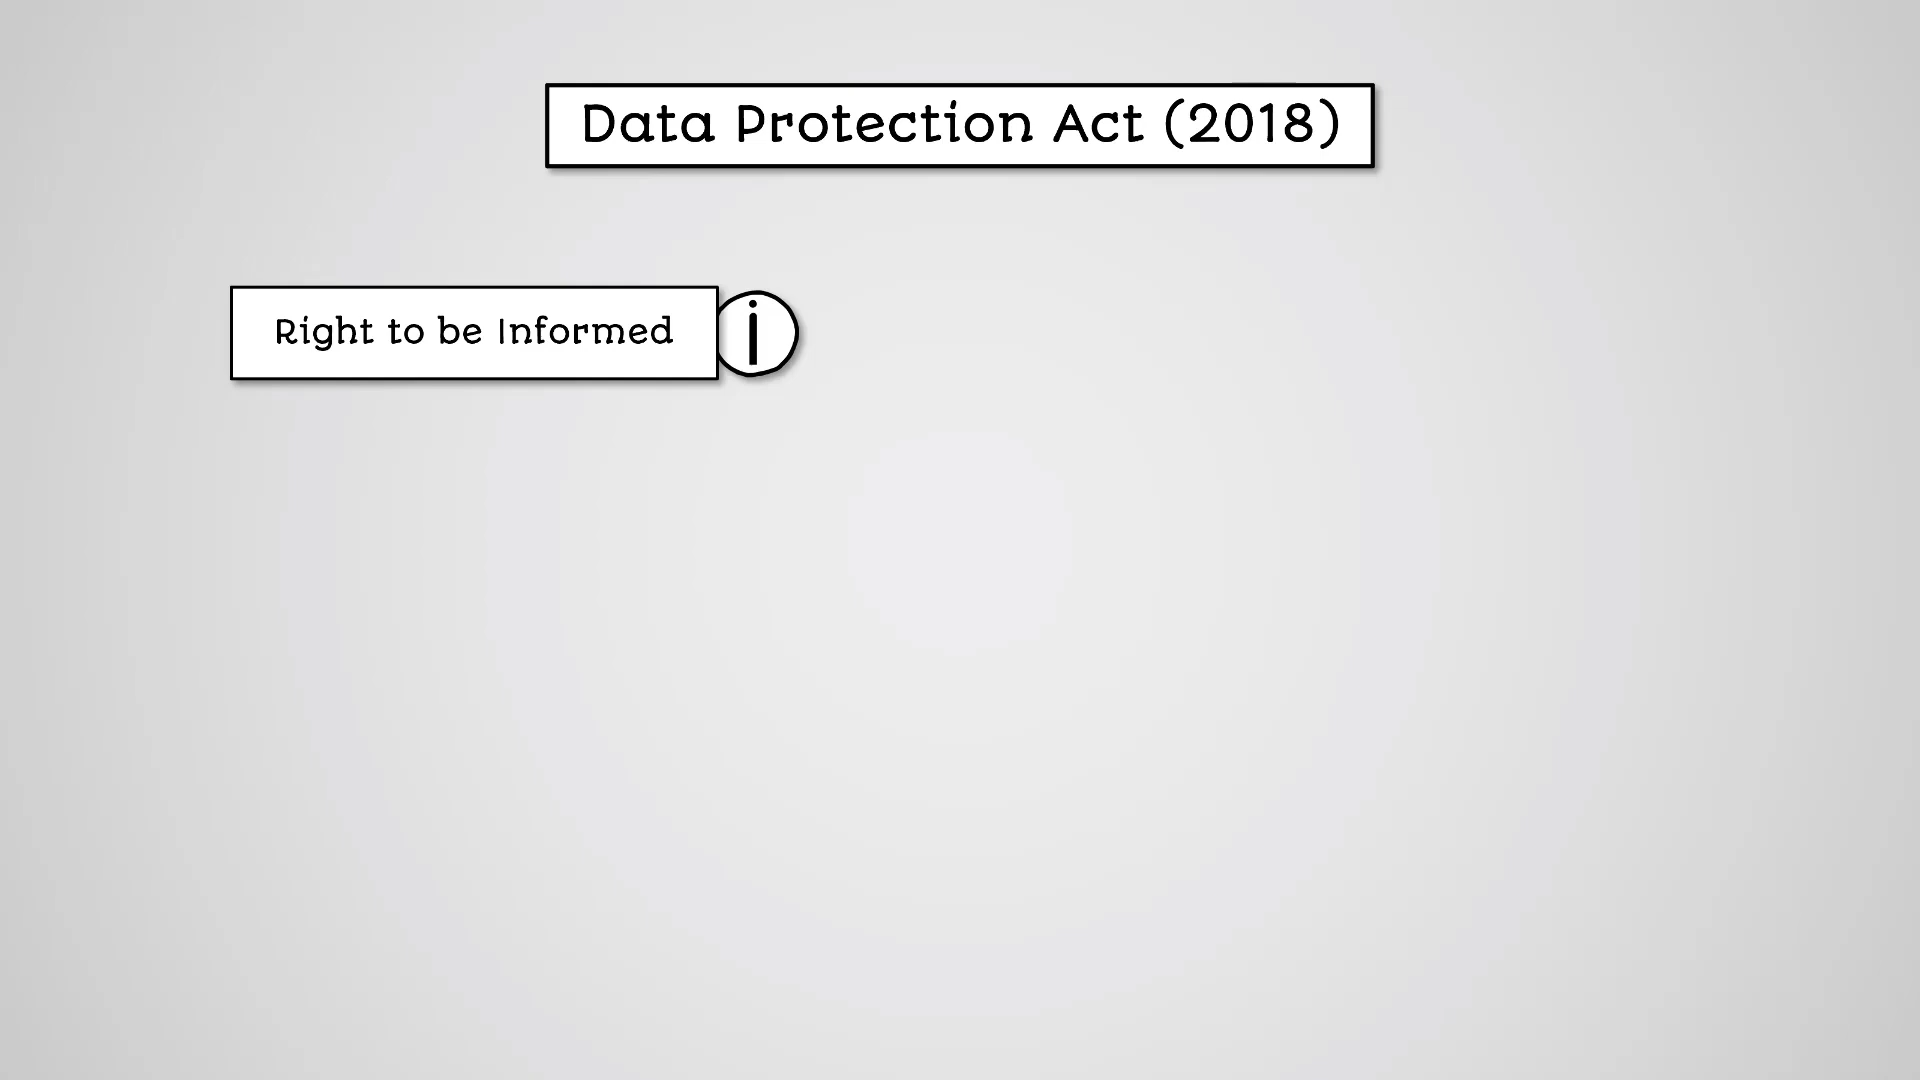 Data Protection Act (2018)
Right to be Informed
i